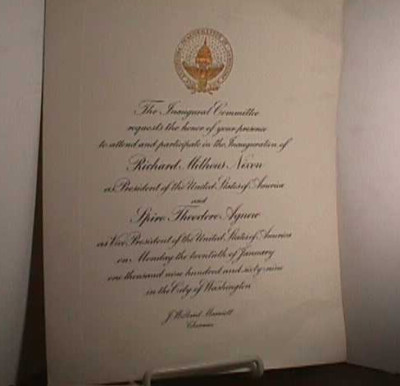 The Inaugural Committee
requests the honor of your presence
to attend and participate in the Inauguration of
Richard Milhous Nixon
as President of the United States of America
and
Spiro Theodore Agnew
as Vice President of the United States of America
on Monday the twentieth of January
one thousand nine hundred and sixty-nine
in the City of Washington
J. Willard Marriott
Chairman